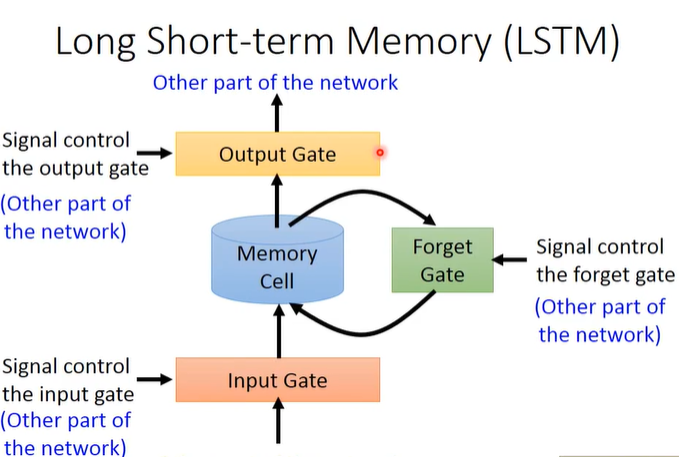 Long Short-term Memory (LSTM)
Other part of the network
Signal control
the output gate
(Other part of
the network)
Output Gate
Memory
Cell
Forget
Gate
Signal control
the forget gate
(Other part of
the network)
Signal control
the input gate
(Other part of
the network)
Input Gate